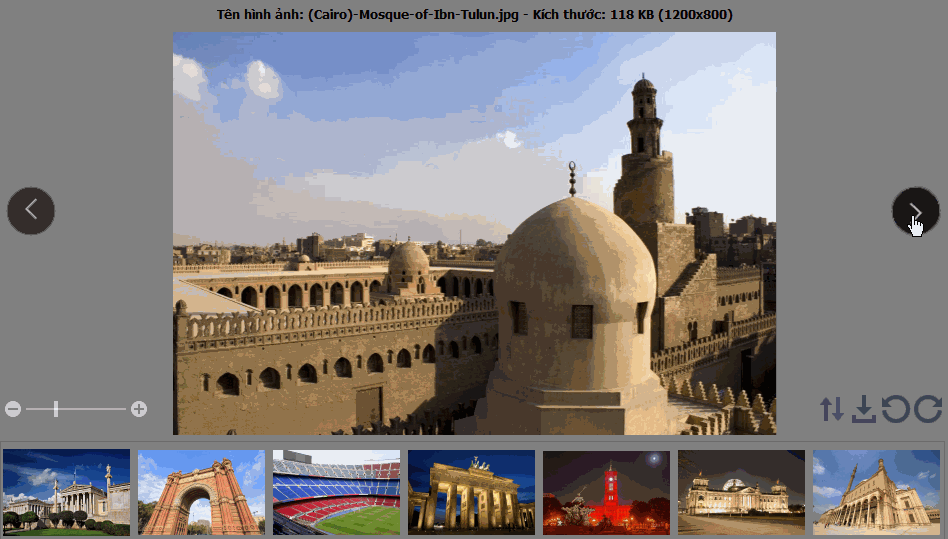 Tên hình ảnh: (Cairo)-Mosque-of-Ibn-Tulun.jpg - Kích thước: 118 KB (1200x800)